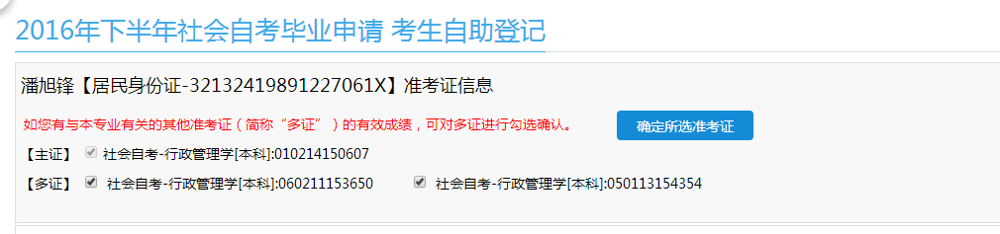 2016年下半年社会自考毕业申请 考生自助登记
潘旭锋【居民身份证-32132419891227061X】准考证信息
如您有与本专业有关的其他准考证（简称“多证”）的有效成绩，可对多证进行勾选确认。 确定所选准考证
【主证】 社会自考-行政管理学[本科]:010214150607
【多证】 社会自考-行政管理学[本科]:060211153650 社会自考-行政管理学[本科]:050113154354